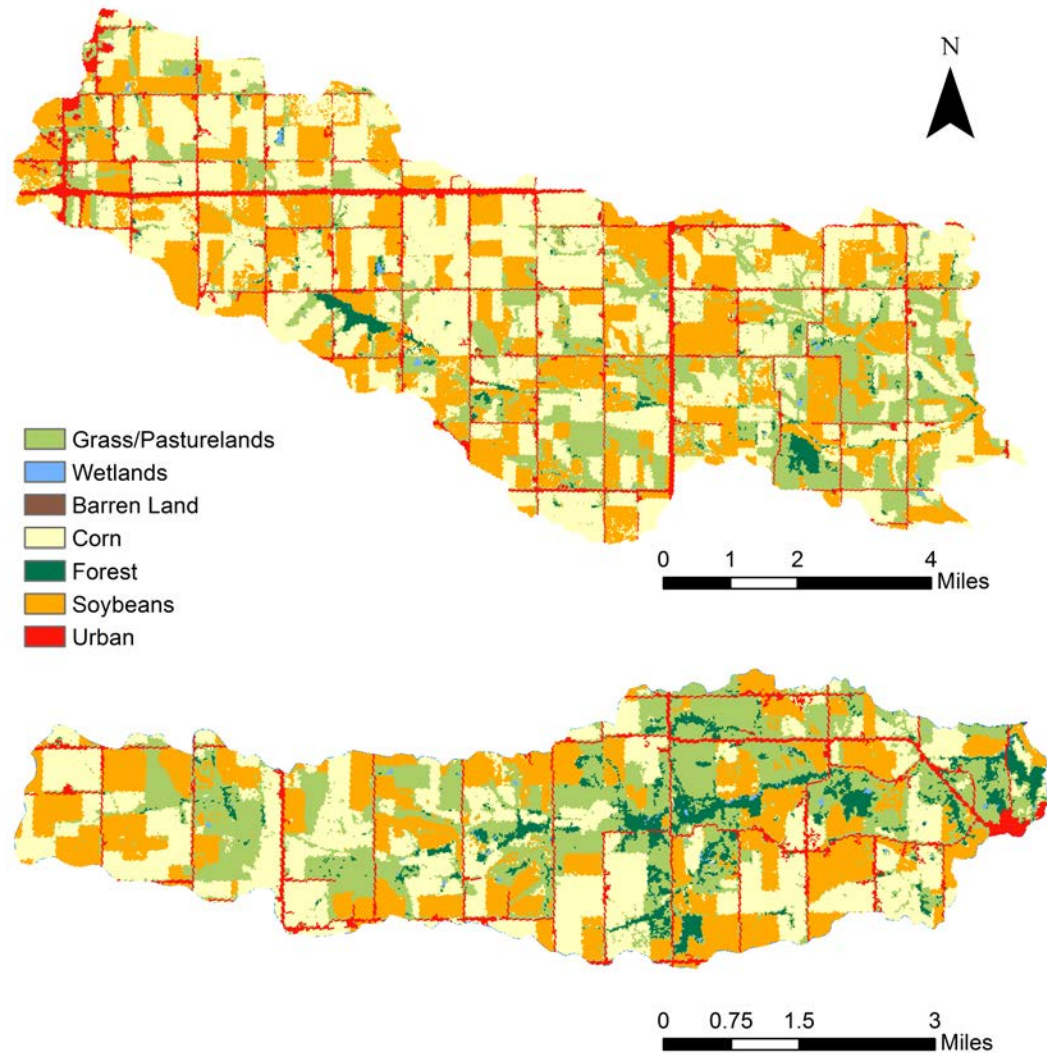 N
Grass/Pasturelands
Wetlands
Barren Land
Corn
Forest
Soybeans
Urban
0 1 2 4
Miles
0 0.75 1.5 3
Miles